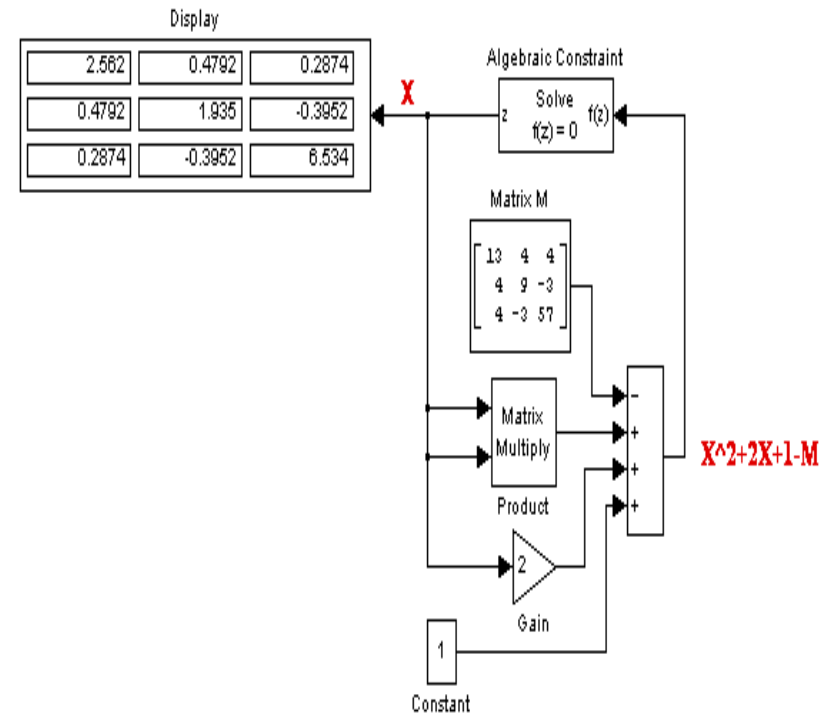 Display
2.562 0.4792 0.2874
0.4792 1.935 -0.3952
0.2874 -0.3952 6.534
X
Algebraic Constraint
z Solve f(z)
f(z) = 0
Matrix M
13 4 4
4 9 -3
4 -3 57
Matrix
Multiply
Product
-
+
+
+
X^2+2X+1-M
2
Gain
1
Constant